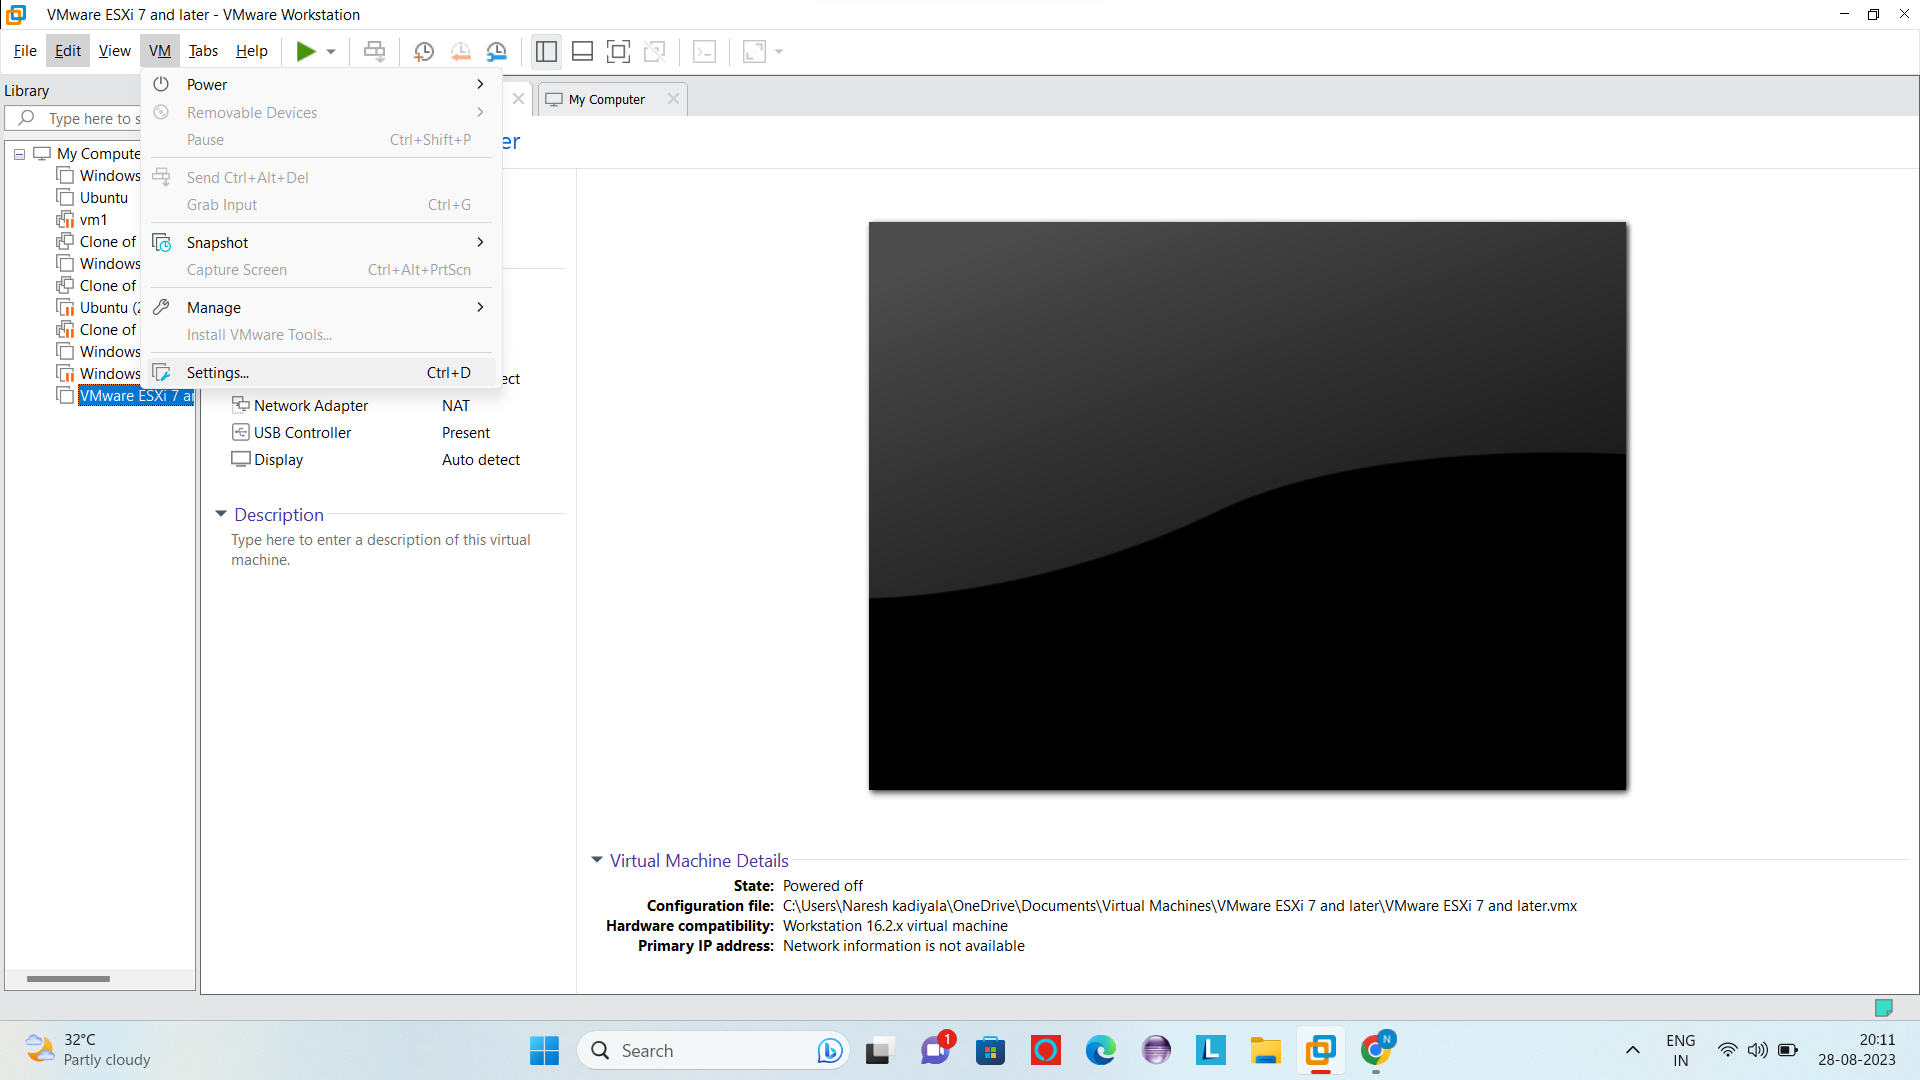 VMware ESXi 7 and later - VMware Workstation
File Edit View VM Tabs Help
Library
Type here to s
My Compute
Windows
Ubuntu
vm1
Clone of
Windows
Clone of
Ubuntu (2
Clone of
Windows
Windows
VMware ESXi 7 an
Power
Removable Devices
Pause Ctrl+Shift+P
Send Ctrl+Alt+Del
Grab Input Ctrl+G
Snapshot
Capture Screen Ctrl+Alt+PrtScn
Manage
Install VMware Tools...
Settings... Ctrl+D
My Computer
er
ect
Network Adapter NAT
USB Controller Present
Display Auto detect
Description
Type here to enter a description of this virtual
machine.
Virtual Machine Details
State: Powered off
Configuration file: C:\Users\Naresh kadiyala\OneDrive\Documents\Virtual Machines\VMware ESXi 7 and later\VMware ESXi 7 and later.vmx
Hardware compatibility: Workstation 16.2.x virtual machine
Primary IP address: Network information is not available
32°C
Partly cloudy
Search
1
L
N
ENG
IN
20:11
28-08-2023